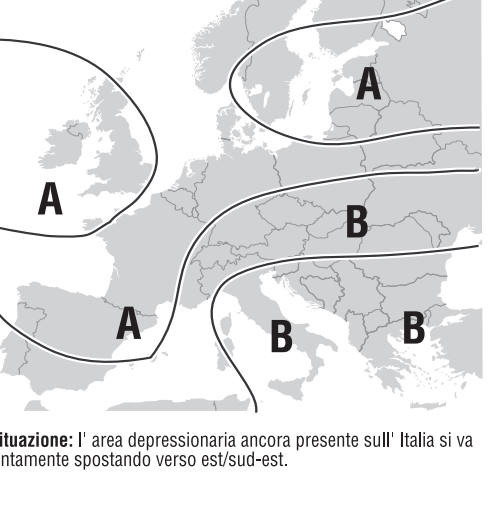 A
A
B
A
B
B
ituazione: l' area depressionaria ancora presente sull' Italia si va
ntamente spostando verso est/sud-est.